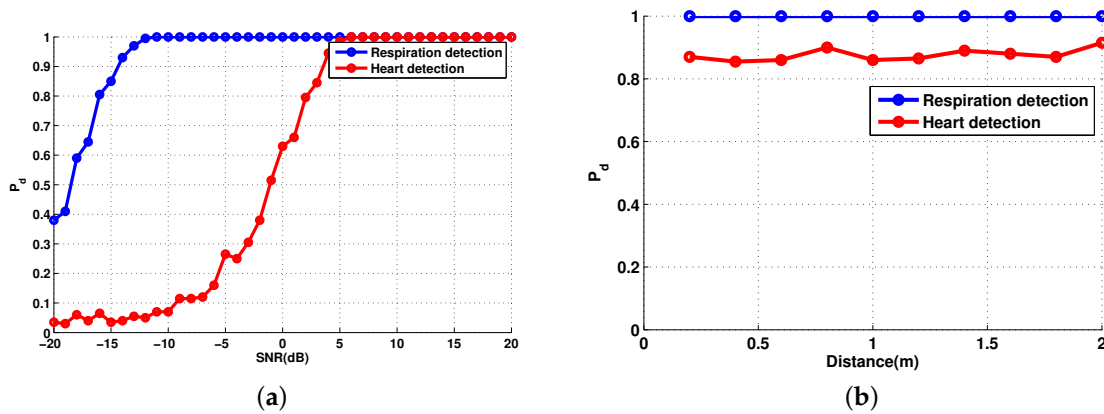 1
0.9
0.8
0.7
0.6
0.5
0.4
0.3
0.2
0.1
0
P_d
−20 −15 −10 −5 0 5 10 15 20
SNR(dB)
Respiration detection
Heart detection
(a)
1
0.8
0.6
0.4
0.2
0
P_d
0 0.5 1 1.5 2
Distance(m)
Respiration detection
Heart detection
(b)